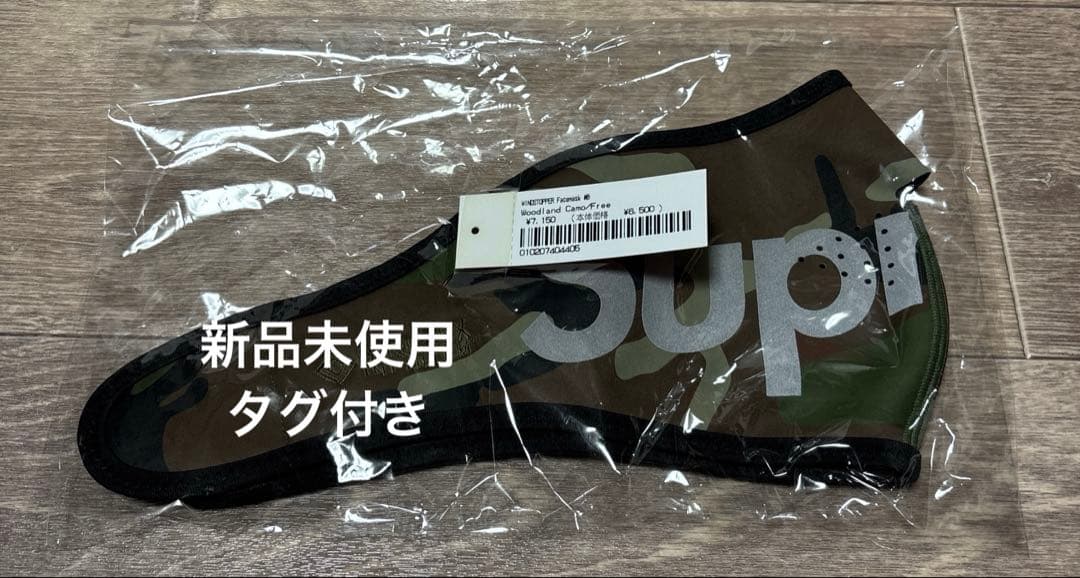 WINDSTOPPER Facemask WB
Woodland Camo/Free
¥7,150 (本体価格 ¥6,500)
010207404405
Supr
新品未使用
タグ付き